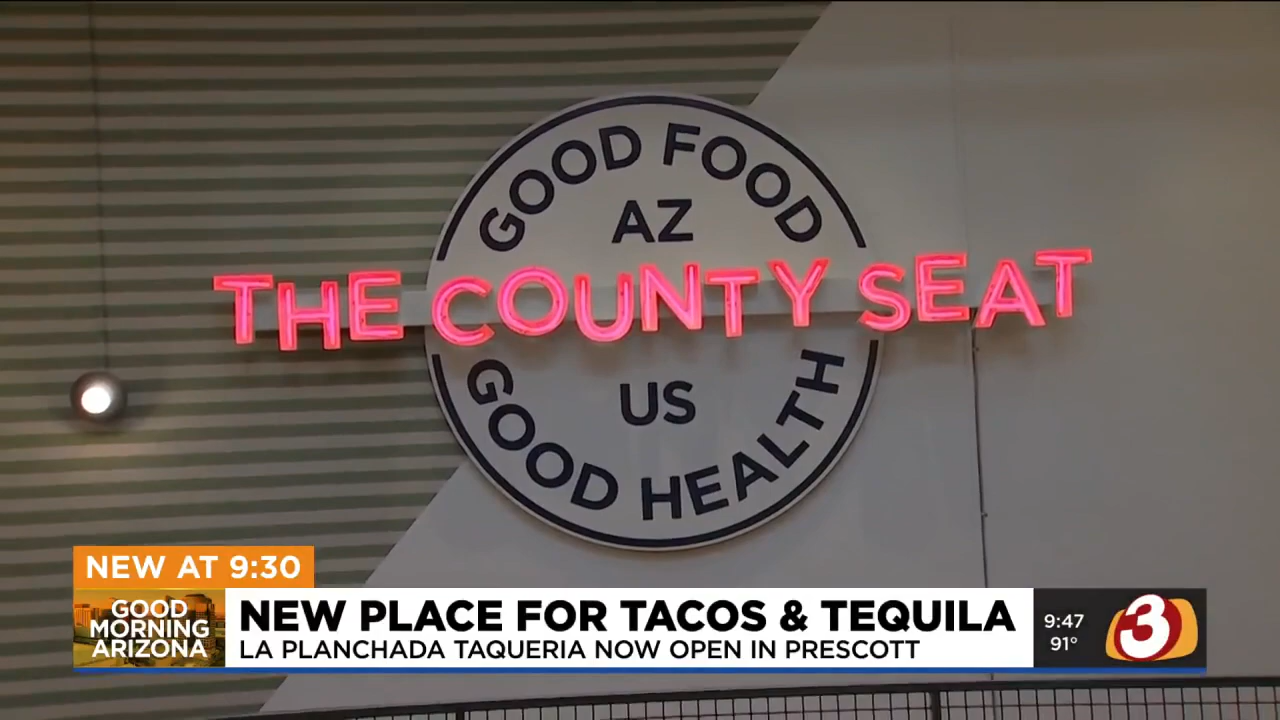 GOOD FOOD
AZ
THE COUNTY SEAT
US
GOOD HEALTH
NEW AT 9:30
GOOD
MORNING
ARIZONA
NEW PLACE FOR TACOS & TEQUILA
LA PLANCHADA TAQUERIA NOW OPEN IN PRESCOTT
9:47
91°
3